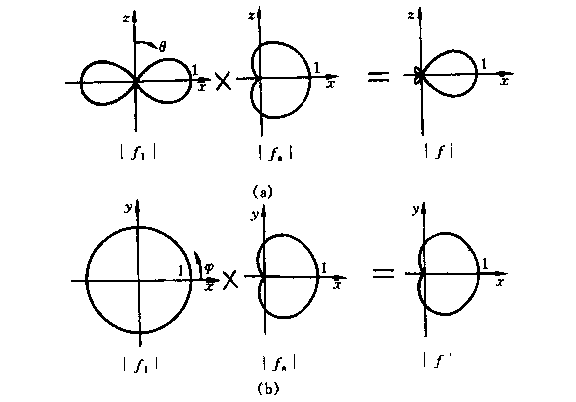 z z z
θ
1 x × 1 x = 1 x
| f₁ | | fₐ | | f |
(a)
y y y
1 φ x × 1 x = 1 x
| f₁ | | fₐ | | f '
(b)